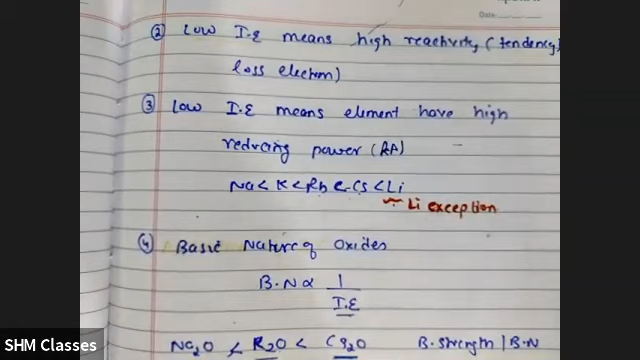 Date
② Low I.E means high reactivity (tendency
loss electron)
③ Low I.E means element have high
reducing power (RA)
Na < K < Rb < Cs < Li
Li exception
④ Basic Nature of Oxides
B.N ∝ 1
I.E
Na2O < K2O < Cs2O B.Strength | B.N
SHM Classes